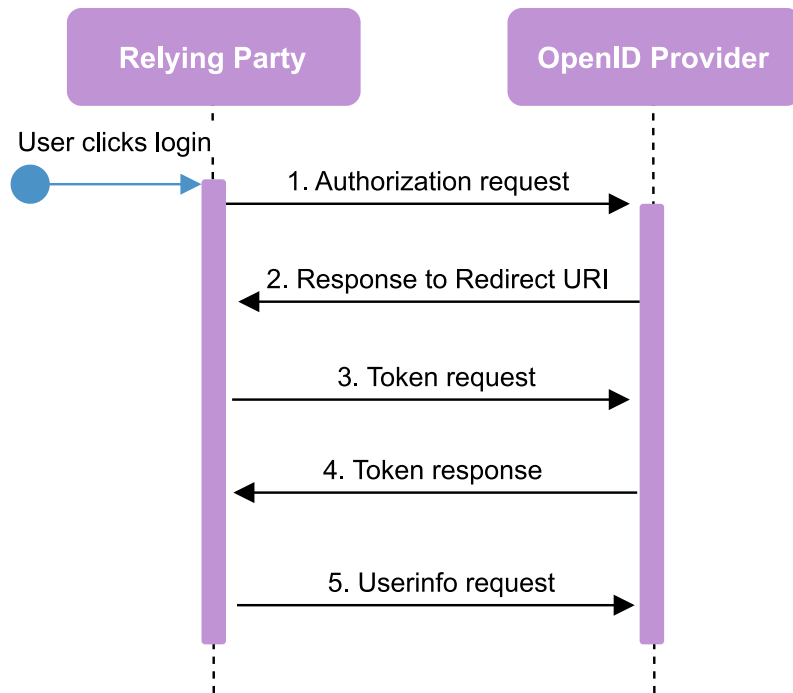 Relying Party
OpenID Provider
User clicks login
1. Authorization request
2. Response to Redirect URI
3. Token request
4. Token response
5. Userinfo request